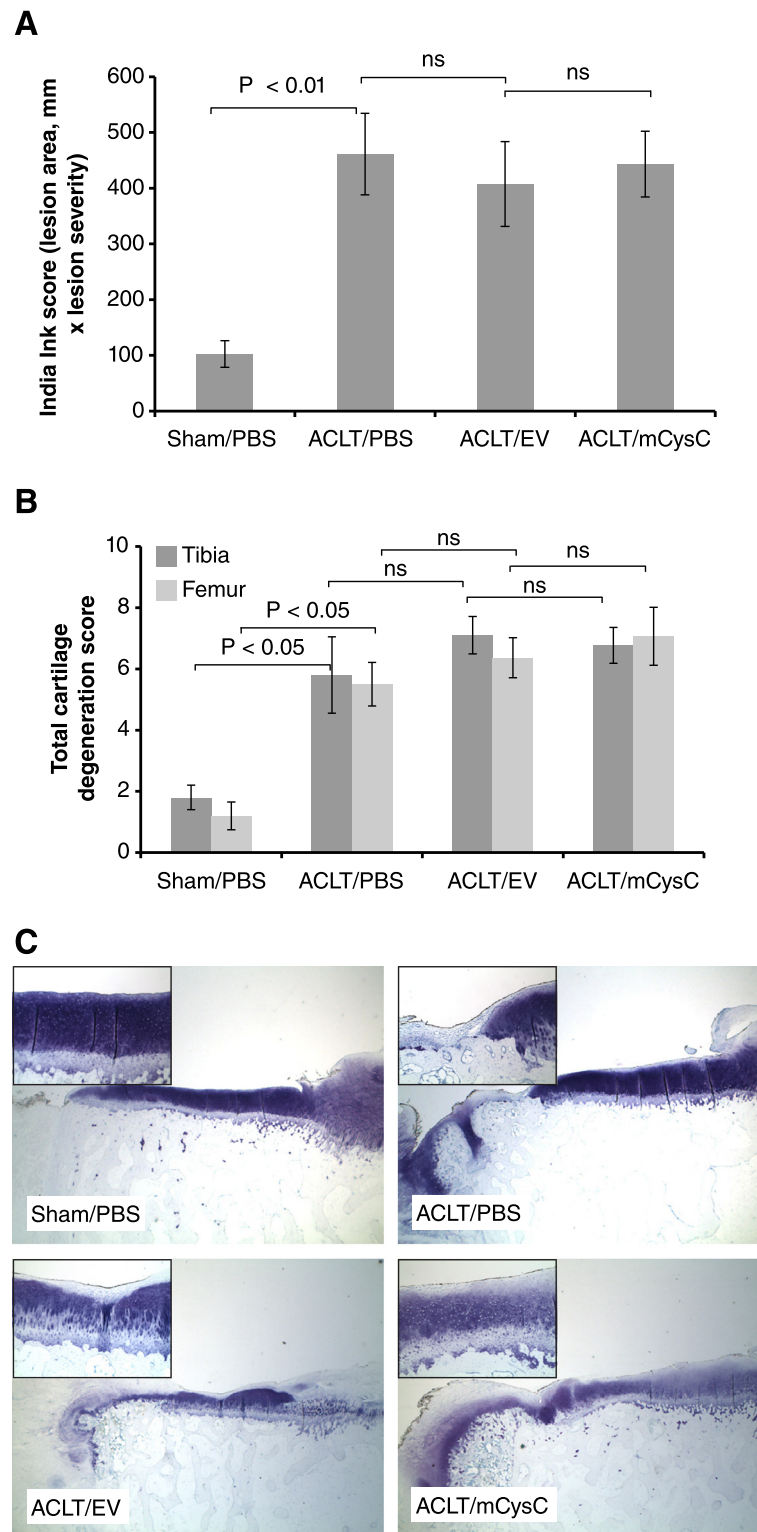 A
India Ink score (lesion area, mm
x lesion severity)
600
500
400
300
200
100
0
P < 0.01
ns
ns
Sham/PBS
ACLT/PBS
ACLT/EV
ACLT/mCysC
B
Total cartilage
degeneration score
10
8
6
4
2
0
Tibia
Femur
P < 0.05
P < 0.05
ns
ns
ns
ns
Sham/PBS
ACLT/PBS
ACLT/EV
ACLT/mCysC
C
Sham/PBS
ACLT/PBS
ACLT/EV
ACLT/mCysC